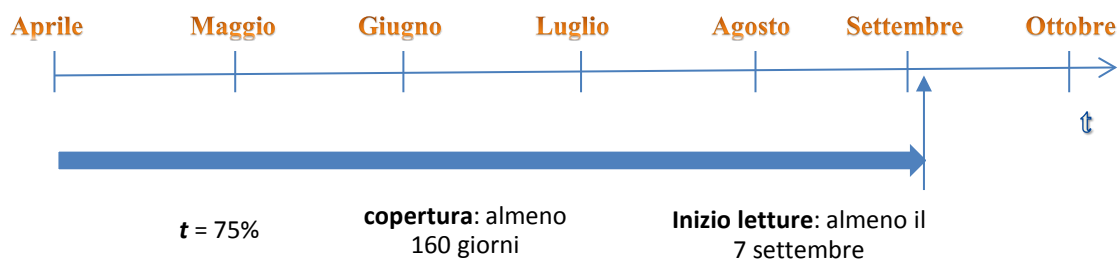 Aprile Maggio Giugno Luglio Agosto Settembre Ottobre
t
t = 75%
copertura: almeno
160 giorni
Inizio letture: almeno il
7 settembre